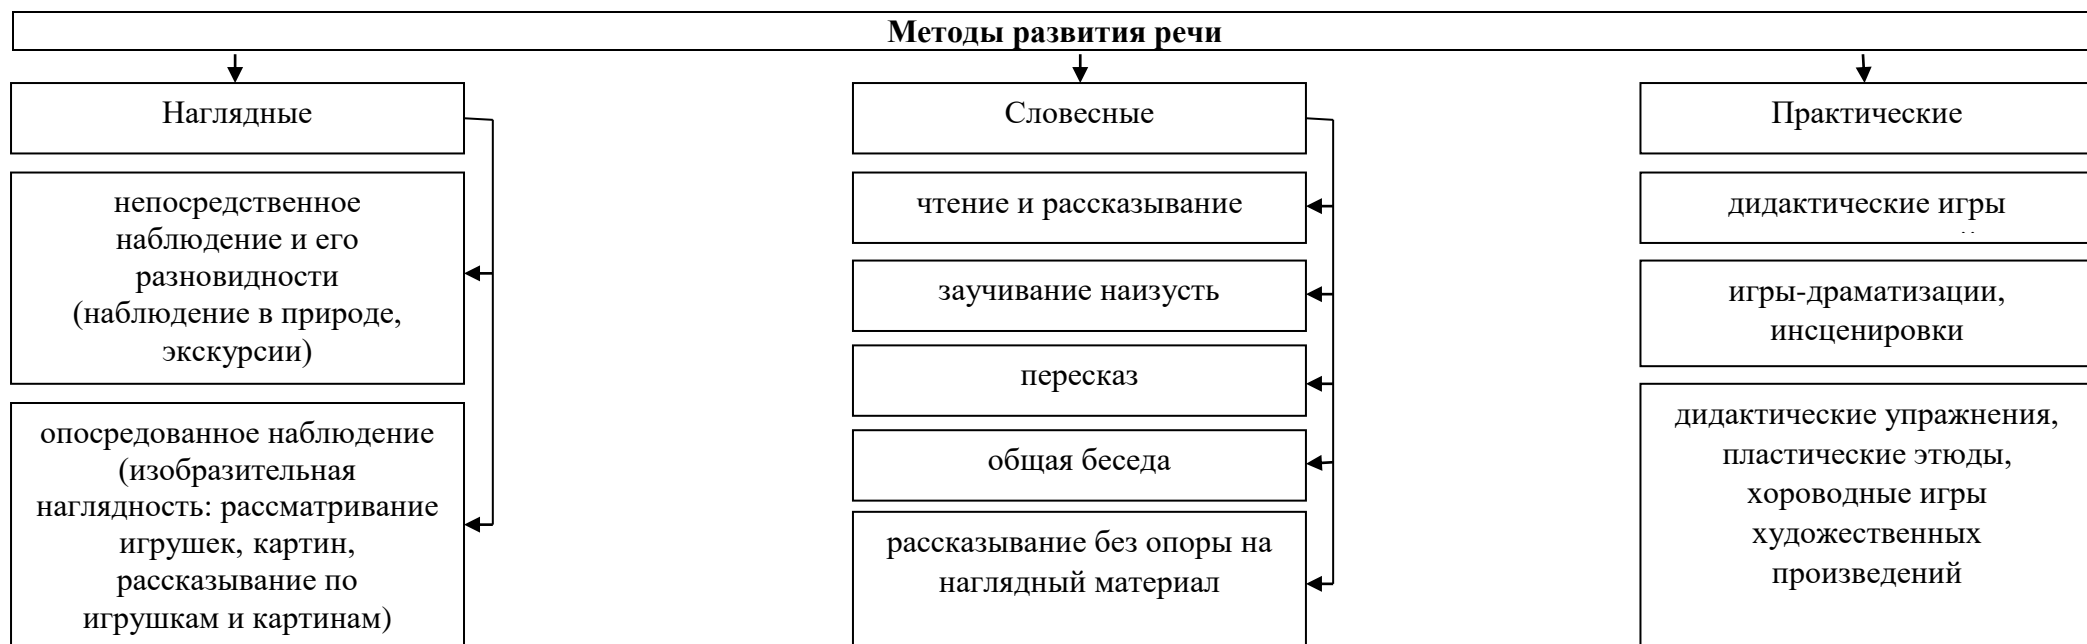 Методы развития речи
Наглядные
непосредственное
наблюдение и его
разновидности
(наблюдение в природе,
экскурсии)
опосредованное наблюдение
(изобразительная
наглядность: рассматривание
игрушек, картин,
рассказывание по
игрушкам и картинам)
Словесные
чтение и рассказывание
заучивание наизусть
пересказ
общая беседа
рассказывание без опоры на
наглядный материал
Практические
дидактические игры
игры-драматизации,
инсценировки
дидактические упражнения,
пластические этюды,
хороводные игры
художественных
произведений